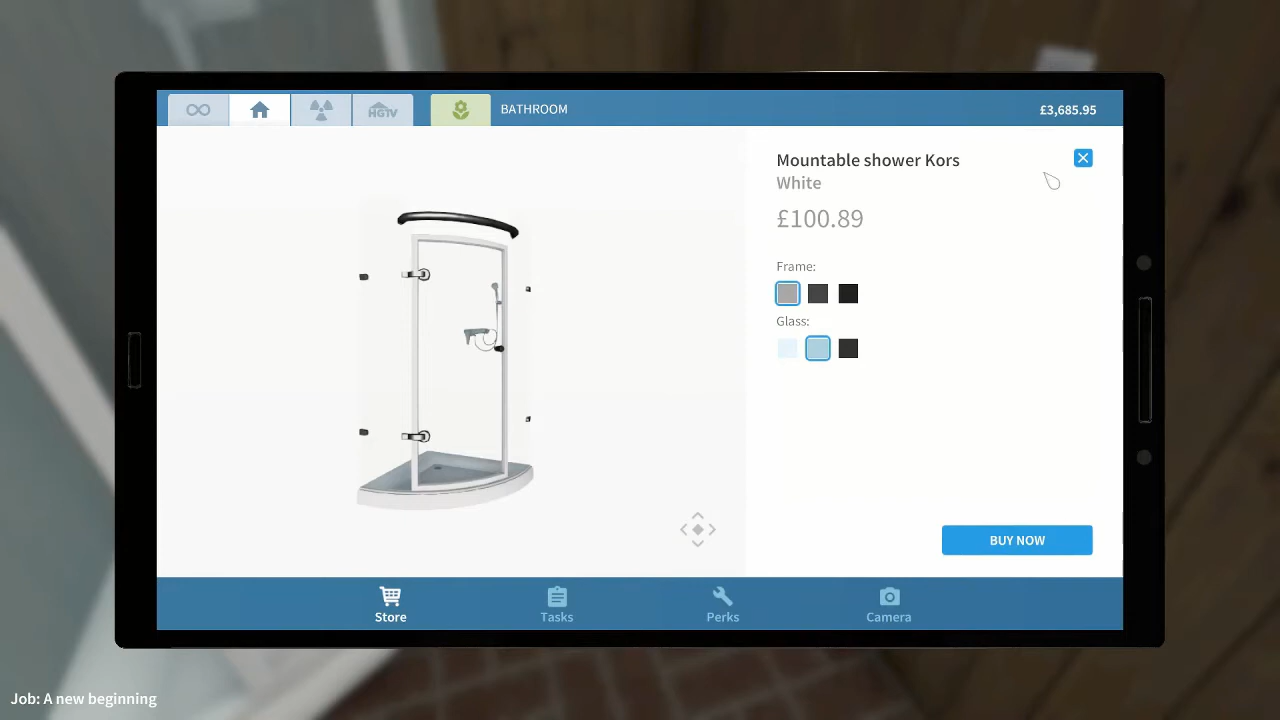 HGTV
BATHROOM
£3,685.95
Mountable shower Kors
White
£100.89
Frame:
Glass:
BUY NOW
Store
Tasks
Perks
Camera
Job: A new beginning